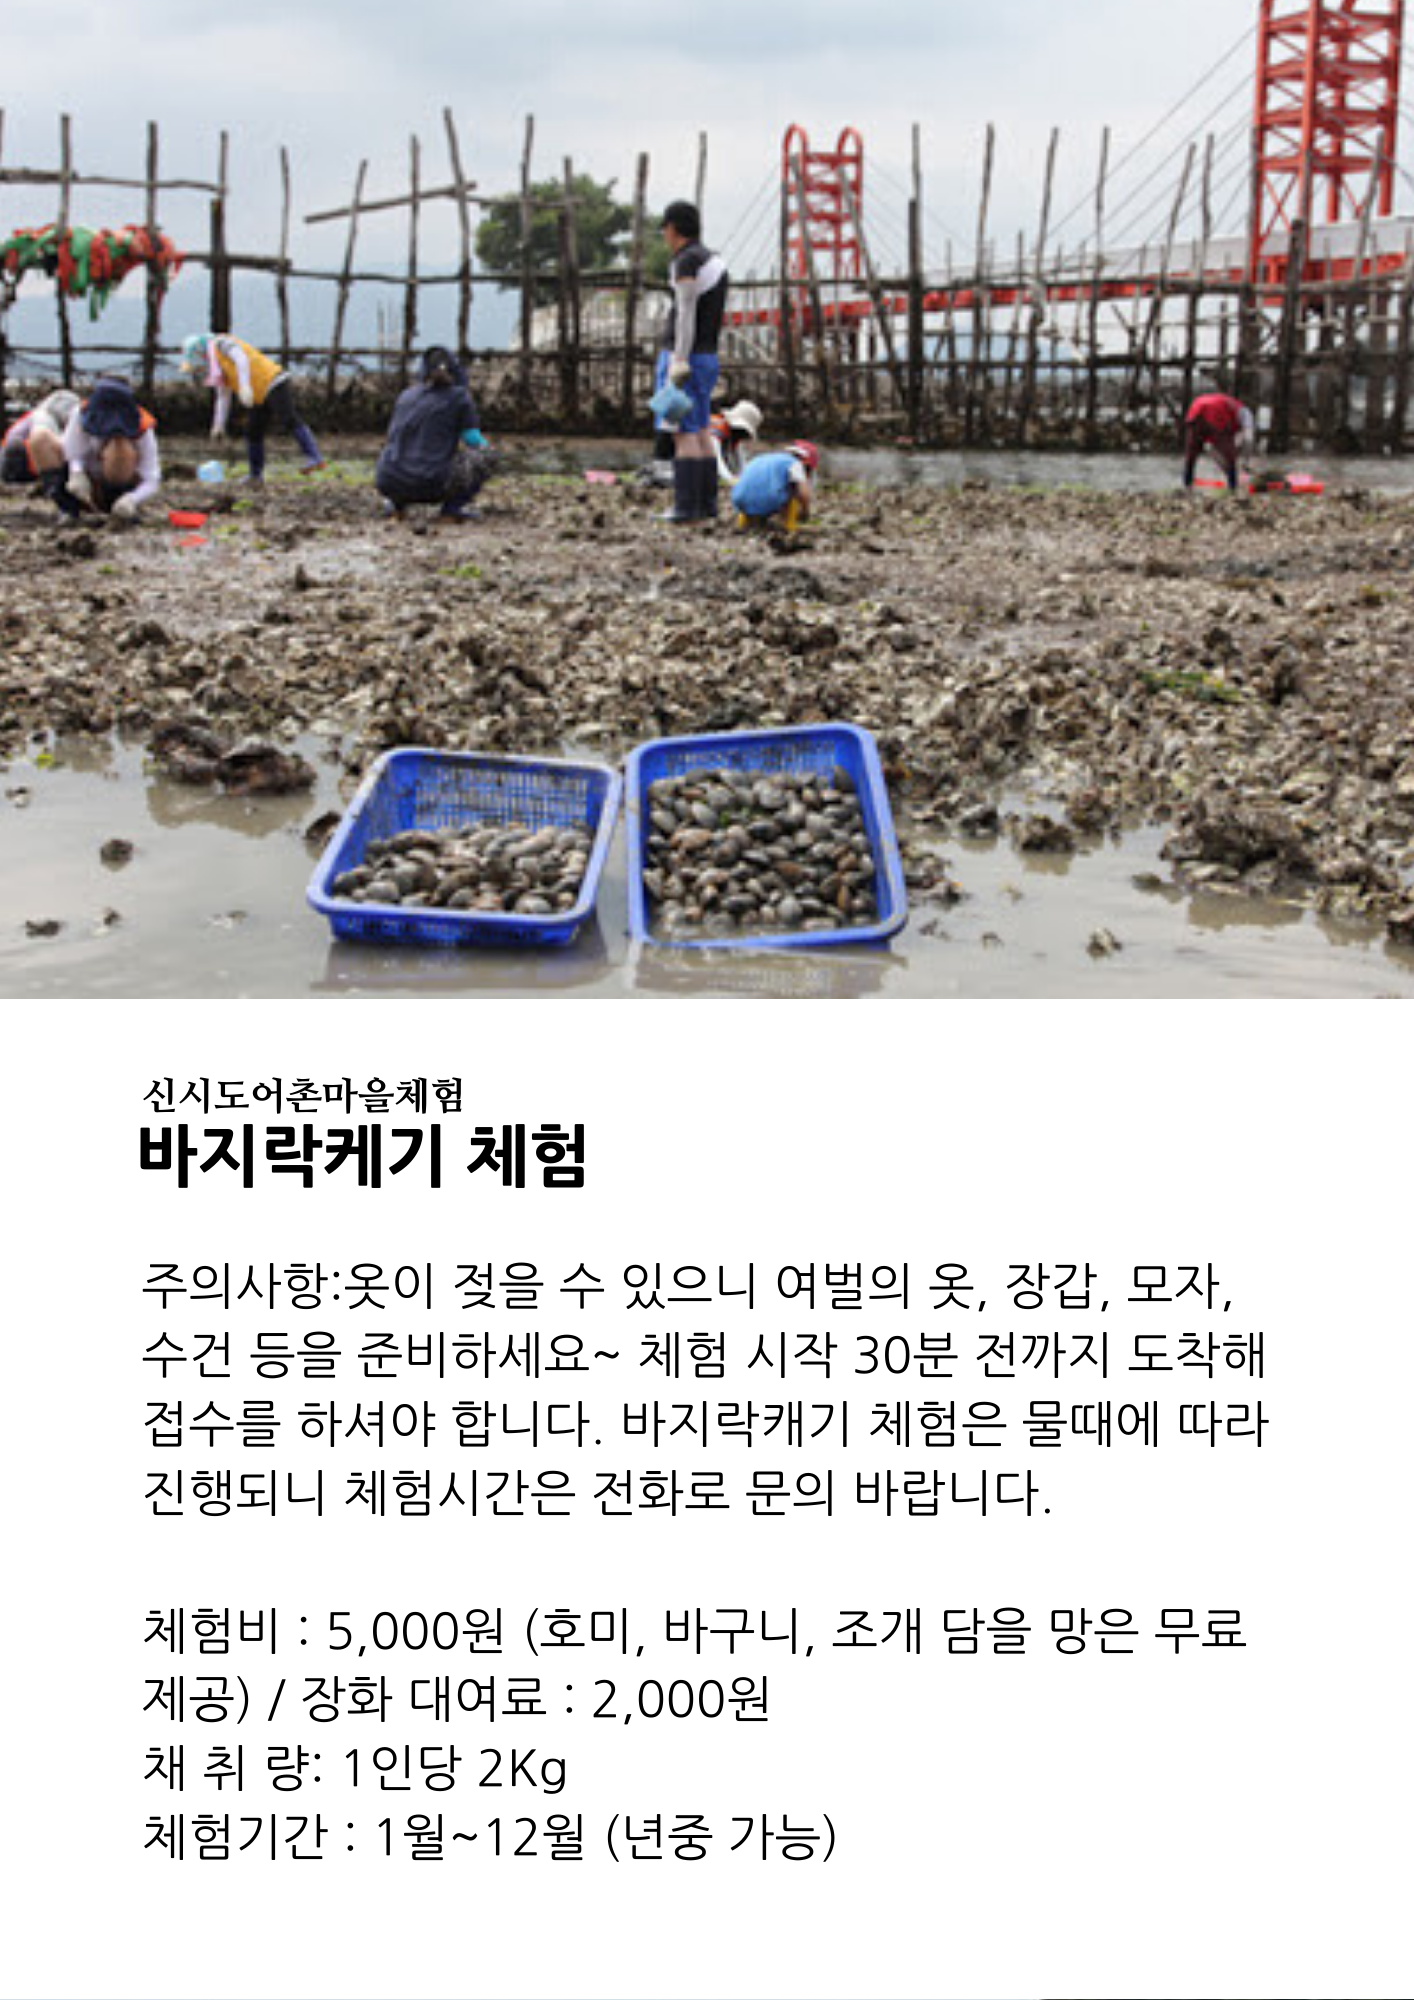 신시도어촌마을체험
바지락케기 체험
주의사항:옷이 젖을 수 있으니 여벌의 옷, 장갑, 모자,
수건 등을 준비하세요~ 체험 시작 30분 전까지 도착해
접수를 하셔야 합니다. 바지락캐기 체험은 물때에 따라
진행되니 체험시간은 전화로 문의 바랍니다.
체험비 : 5,000원 (호미, 바구니, 조개 담을 망은 무료
제공) / 장화 대여료 : 2,000원
채 취 량: 1인당 2Kg
체험기간 : 1월~12월 (년중 가능)